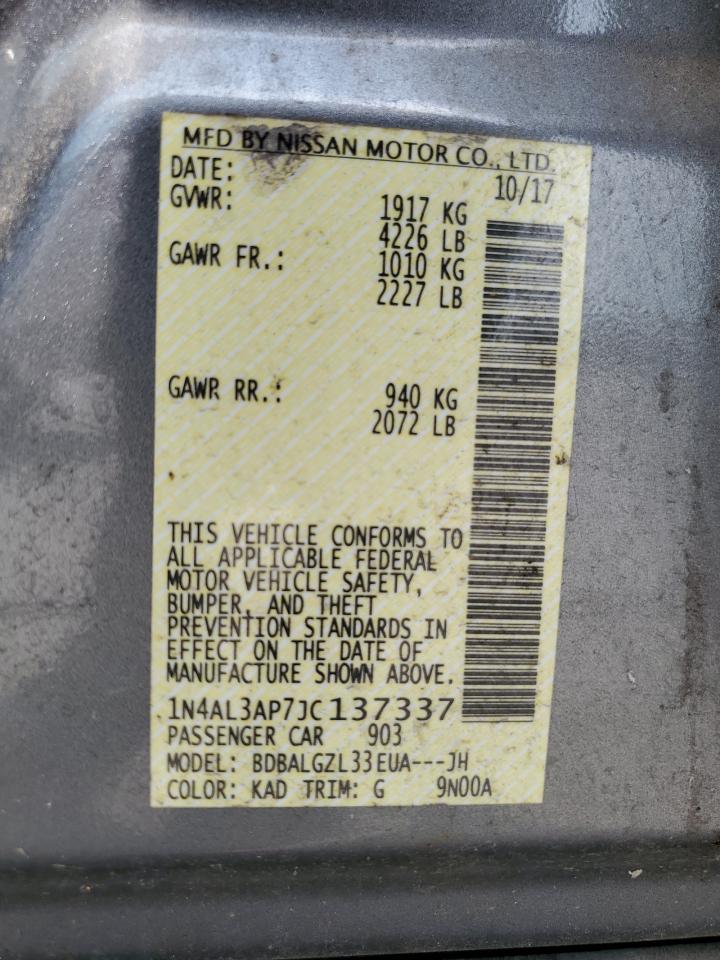 MFD BY NISSAN MOTOR CO., LTD.
DATE: 10/17
GVWR: 1917 KG
4226 LB
GAWR FR.: 1010 KG
2227 LB
GAWR RR.: 940 KG
2072 LB
THIS VEHICLE CONFORMS TO
ALL APPLICABLE FEDERAL
MOTOR VEHICLE SAFETY,
BUMPER, AND THEFT
PREVENTION STANDARDS IN
EFFECT ON THE DATE OF
MANUFACTURE SHOWN ABOVE.
1N4AL3AP7JC137337
PASSENGER CAR 903
MODEL: BDBALGZL33EUA---JH
COLOR: KAD TRIM: G 9N00A